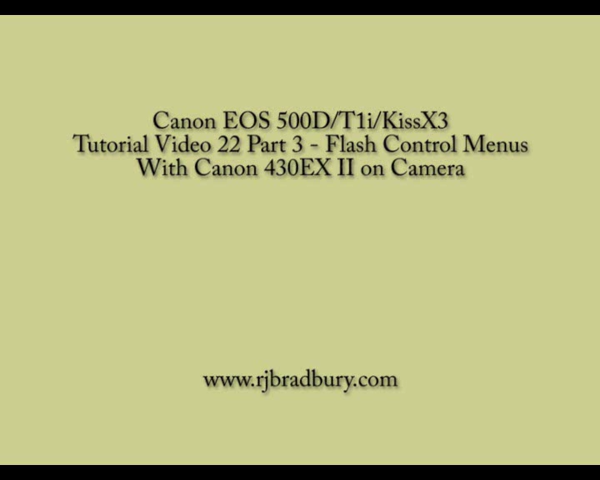 Canon EOS 500D/T1i/KissX3
Tutorial Video 22 Part 3 - Flash Control Menus
With Canon 430EX II on Camera
www.rjbradbury.com